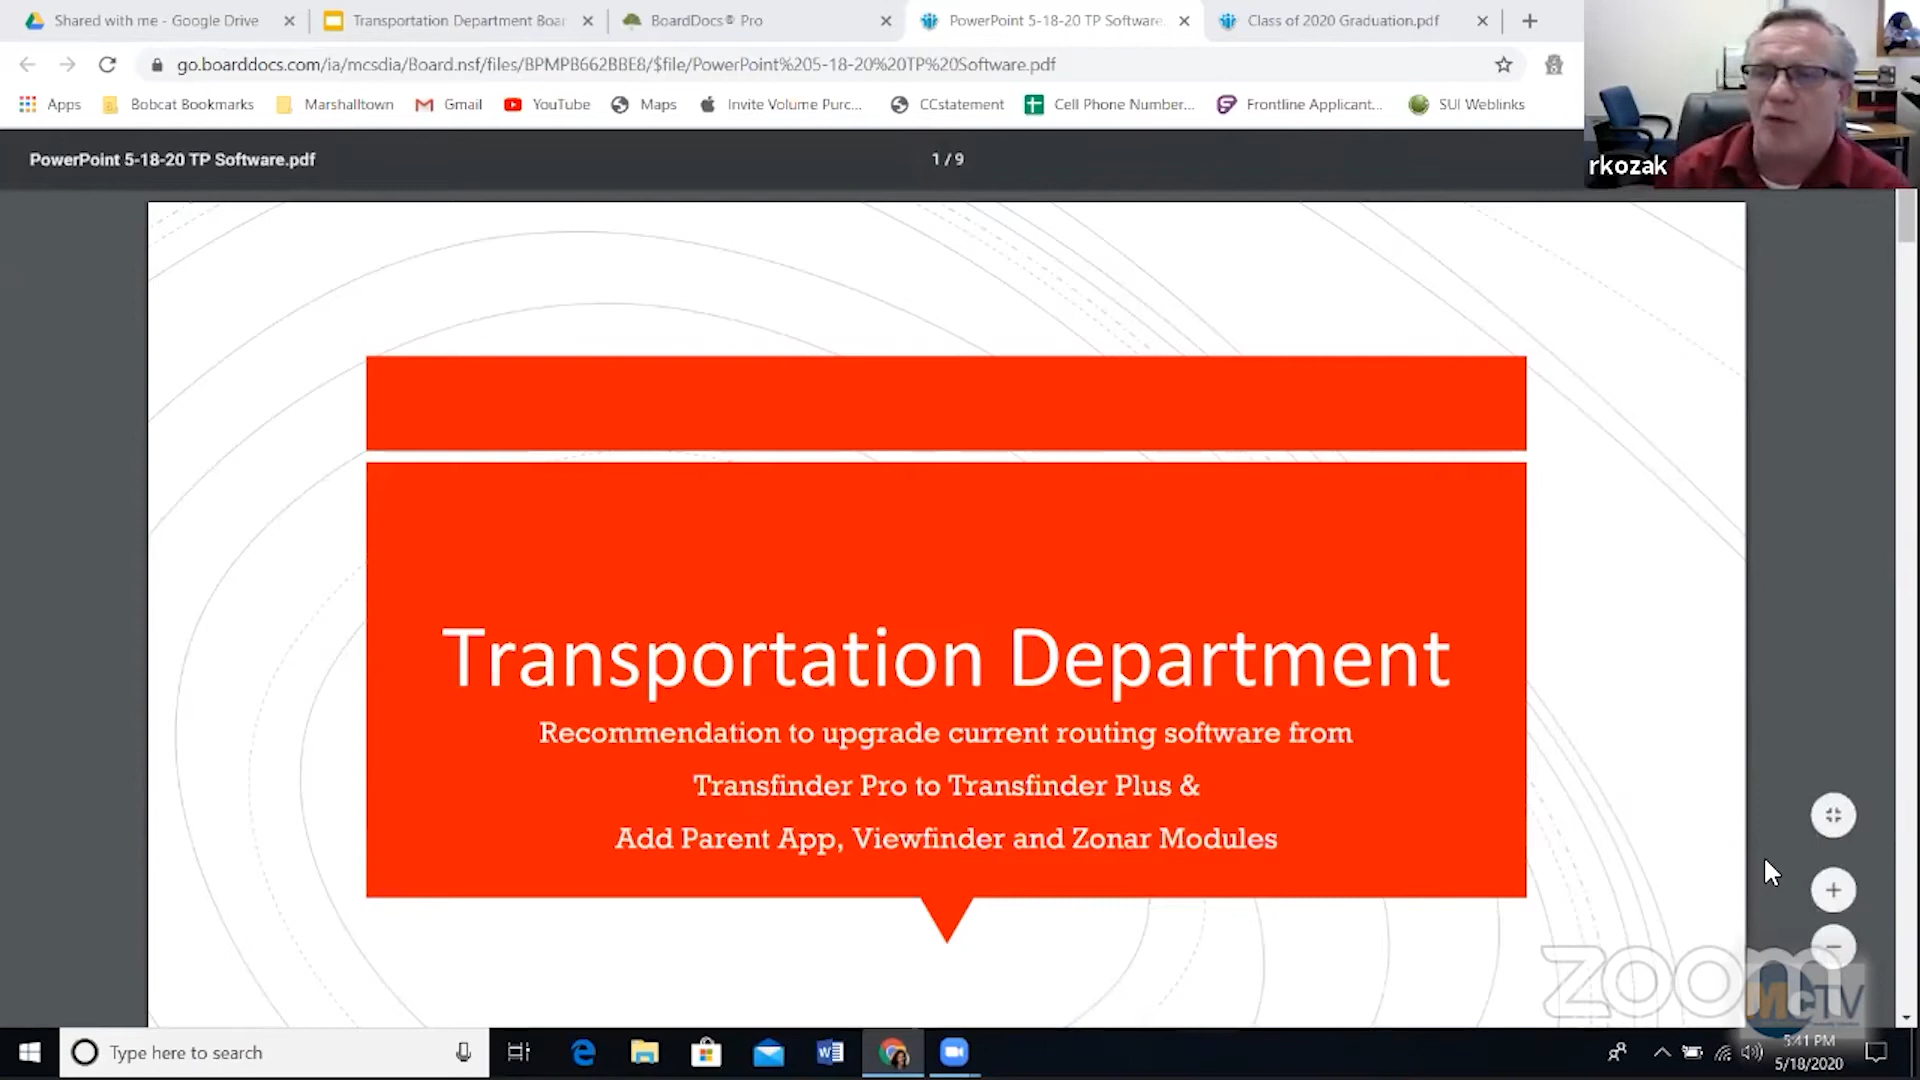 Shared with me - Google Drive
Transportation Department Boar
BoardDocs® Pro
PowerPoint 5-18-20 TP Software.
Class of 2020 Graduation.pdf
go.boarddocs.com/ia/mcsdia/Board.nsf/files/BPMPB662BBE8/$file/PowerPoint%205-18-20%20TP%20Software.pdf
Apps
Bobcat Bookmarks
Marshalltown
Gmail
YouTube
Maps
Invite Volume Purc...
CCstatement
Cell Phone Number...
Frontline Applicant...
SUI Weblinks
rkozak
PowerPoint 5-18-20 TP Software.pdf
1 / 9
Transportation Department
Recommendation to upgrade current routing software from
Transfinder Pro to Transfinder Plus &
Add Parent App, Viewfinder and Zonar Modules
zoom
McTV
Type here to search
5:41 PM
5/18/2020